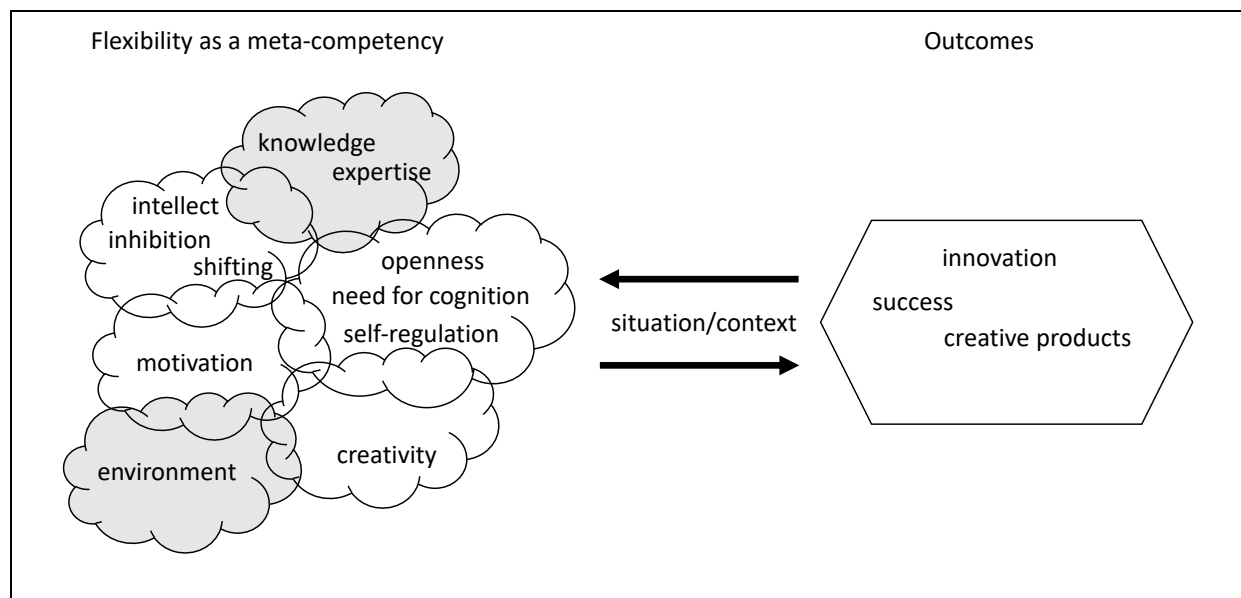 Flexibility as a meta-competency
Outcomes
knowledge
expertise
intellect
inhibition
shifting
openness
need for cognition
self-regulation
motivation
environment
creativity
situation/context
innovation
success
creative products